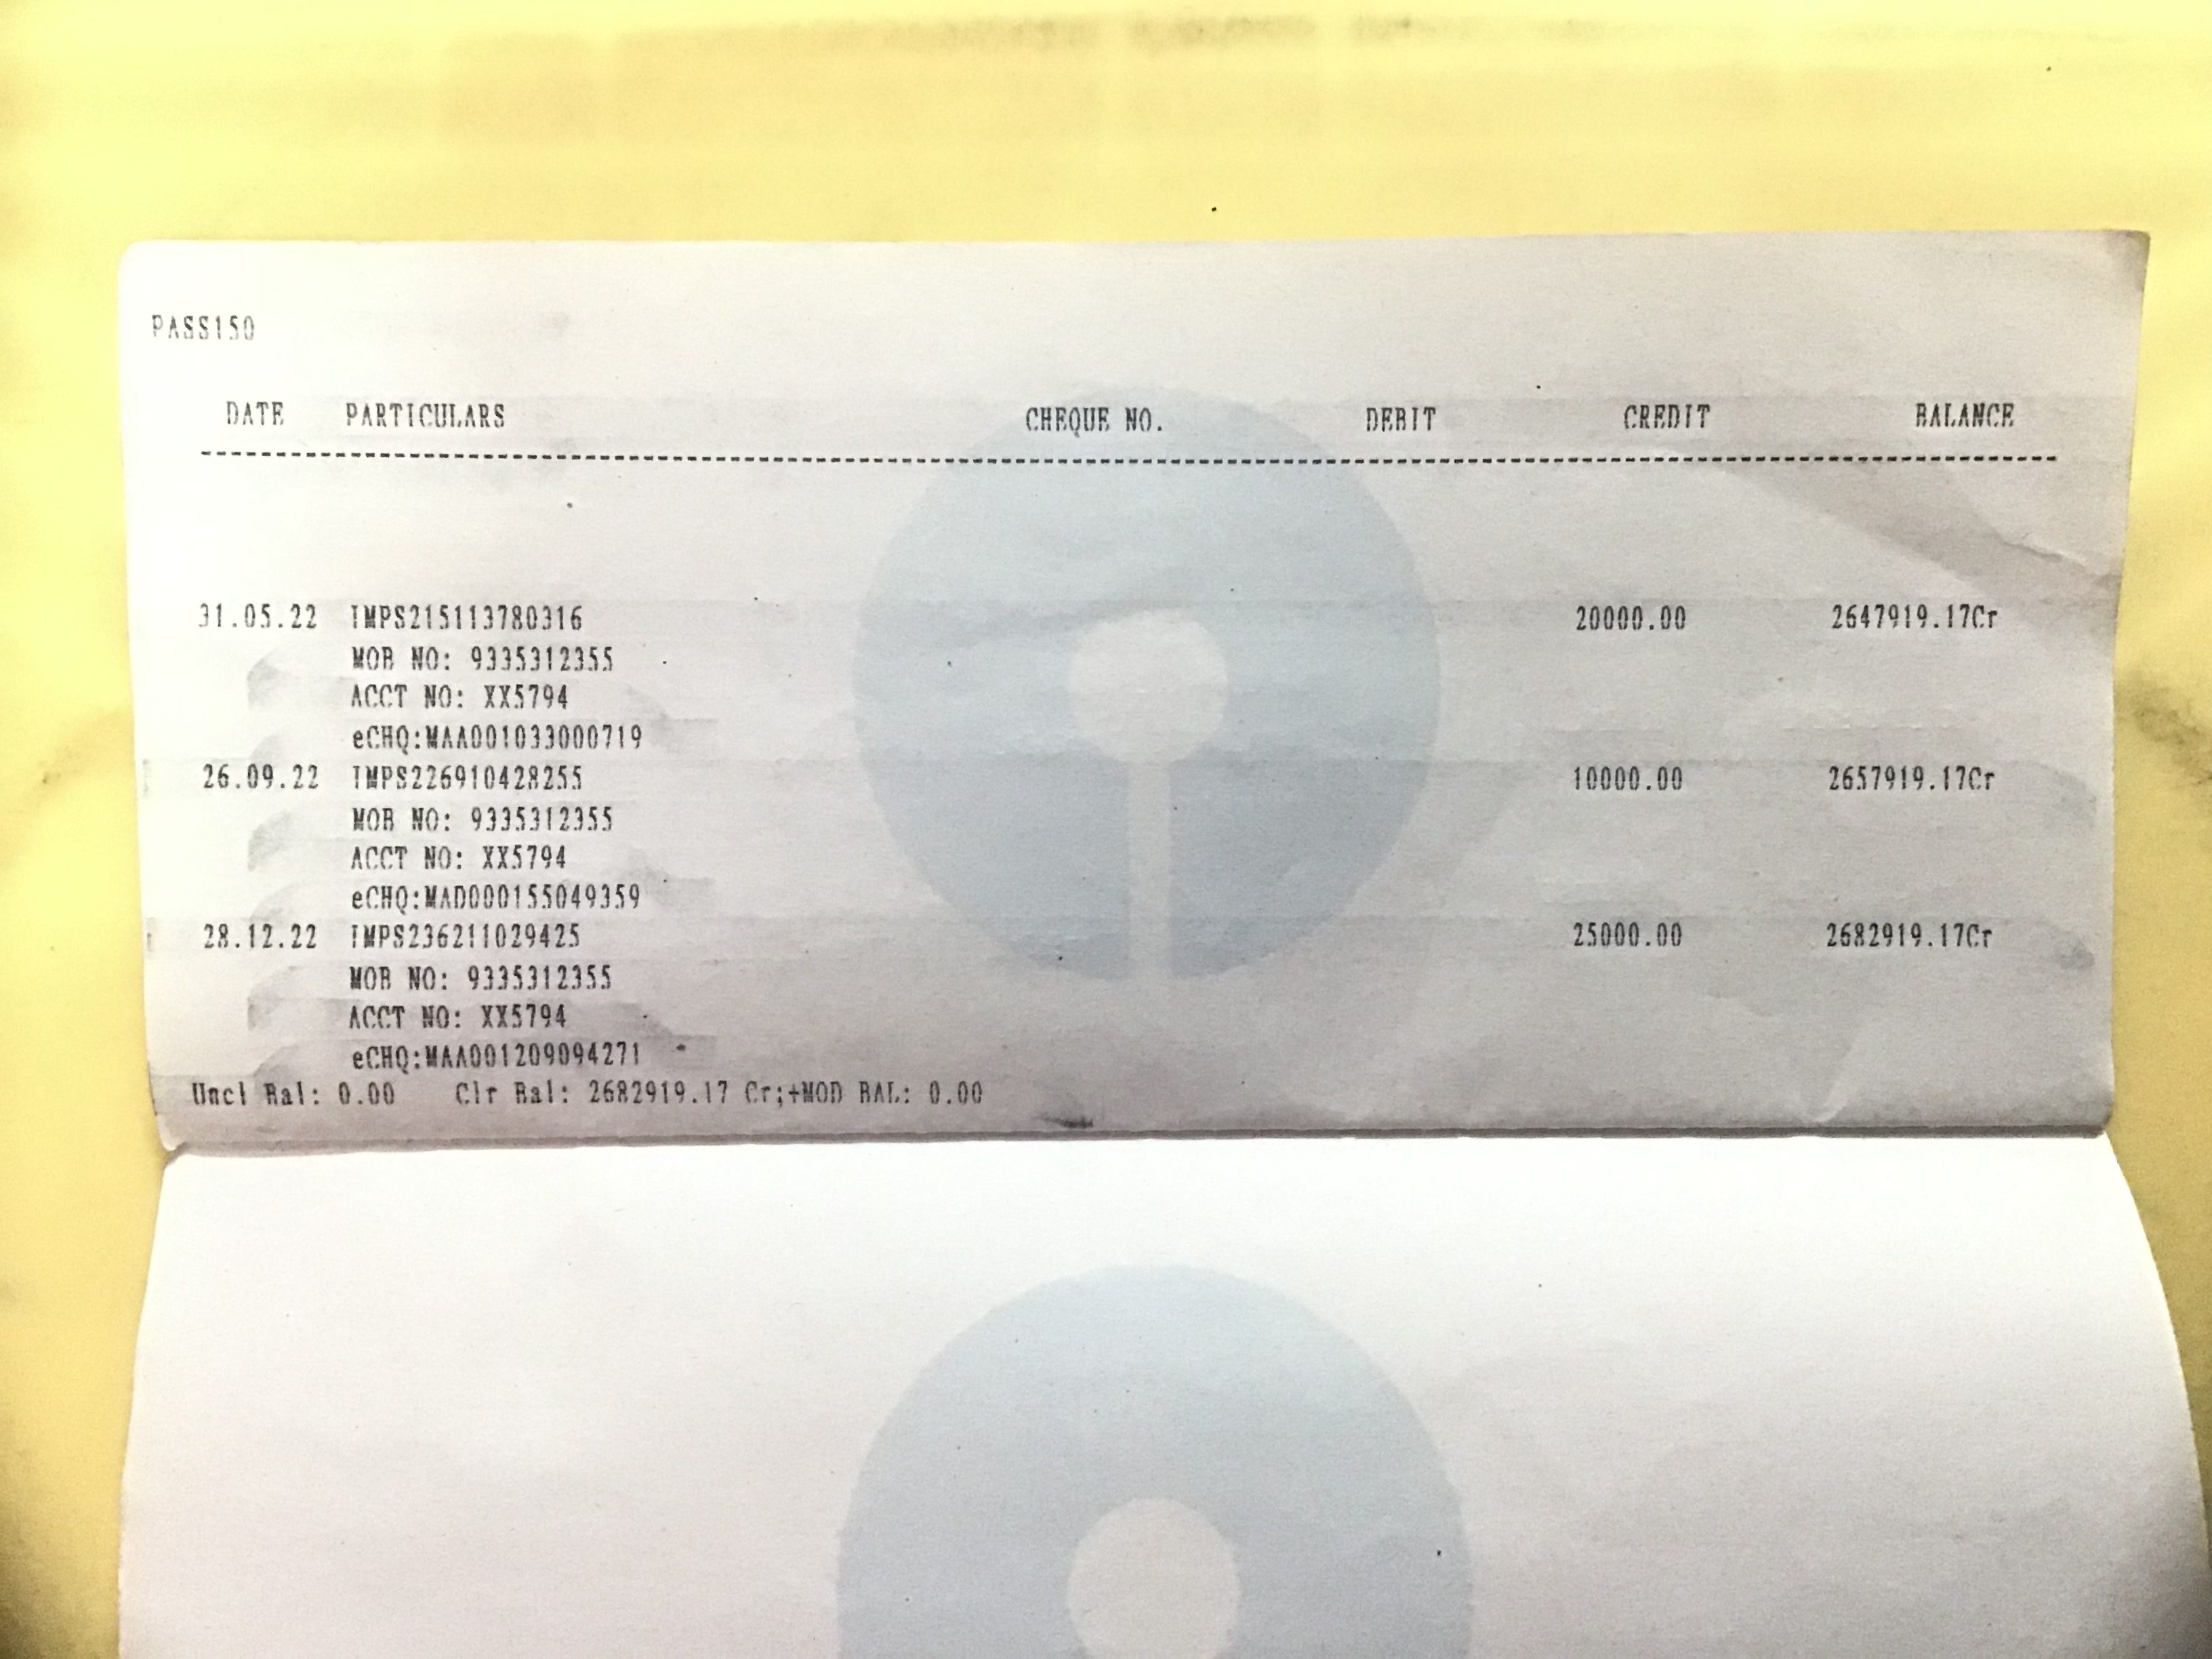 PASS150
DATE PARTICULARS CHEQUE NO. DEBIT CREDIT BALANCE
31.05.22 IMPS215113780316 20000.00 2647919.17Cr
MOB NO: 9335312355
ACCT NO: XX5794
eCHQ:MAA001033000719
26.09.22 IMPS226910428255 10000.00 2657919.17Cr
MOB NO: 9335312355
ACCT NO: XX5794
eCHQ:MAD000155049359
28.12.22 IMPS236211029425 25000.00 2682919.17Cr
MOB NO: 9335312355
ACCT NO: XX5794
eCHQ:MAA001209094271
Uncl Bal: 0.00 Clr Bal: 2682919.17 Cr;+MOD BAL: 0.00